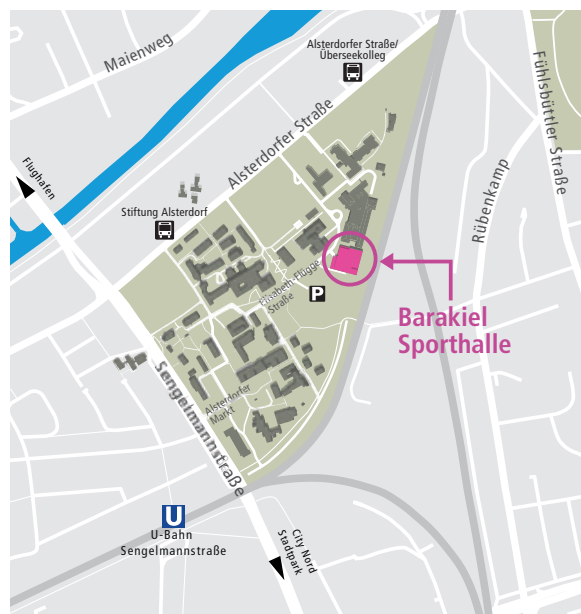 Maienweg
Alsterdorfer Straße/
Überseekolleg
Fühlsbüttler Straße
Alsterdorfer Straße
Flughafen
Stiftung Alsterdorf
Rübenkamp
Elisabeth-Flügge
Straße
P
Barakiel
Sporthalle
Sengelmannstraße
Alsterdorfer
Markt
U
U-Bahn
Sengelmannstraße
City Nord
Stadtpark